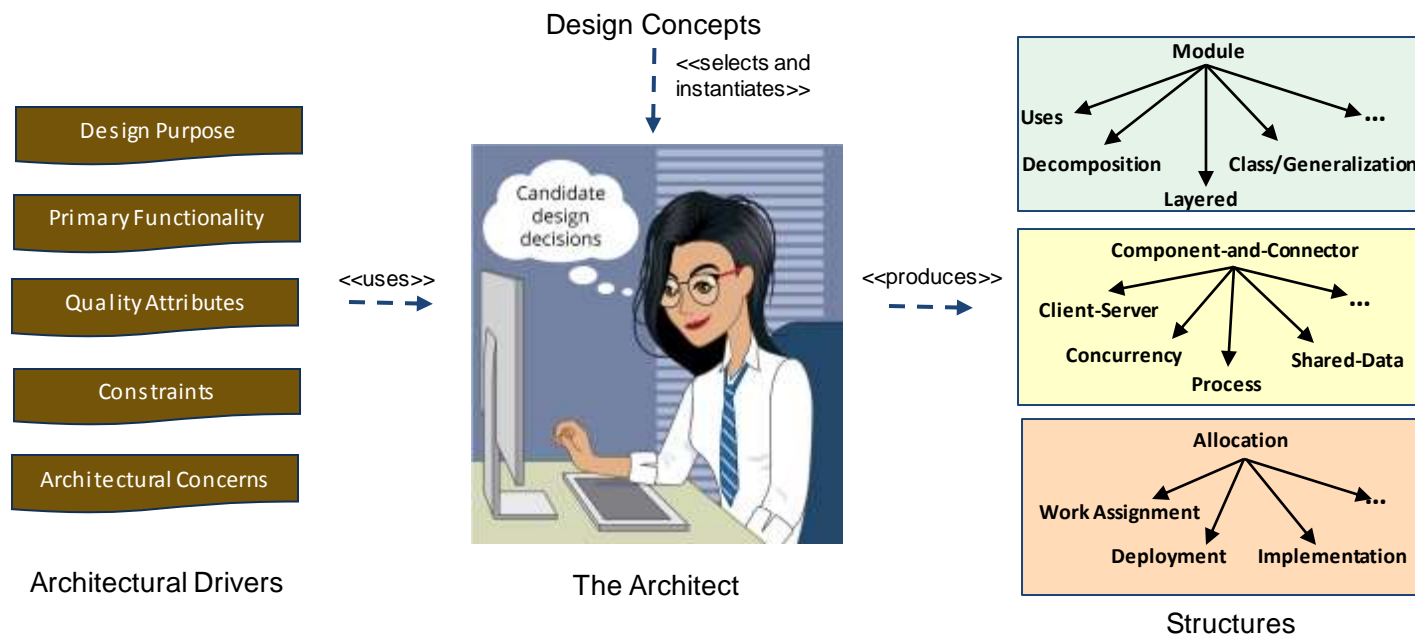 Design Concepts
<<selects and
instantiates>>
Design Purpose
Primary Functionality
Quality Attributes
Constraints
Architectural Concerns
Architectural Drivers
<<uses>>
Candidate
design
decisions
The Architect
<<produces>>
Module
Uses
...
Decomposition
Class/Generalization
Layered
Component-and-Connector
Client-Server
...
Concurrency
Shared-Data
Process
Allocation
...
Work Assignment
Deployment
Implementation
Structures